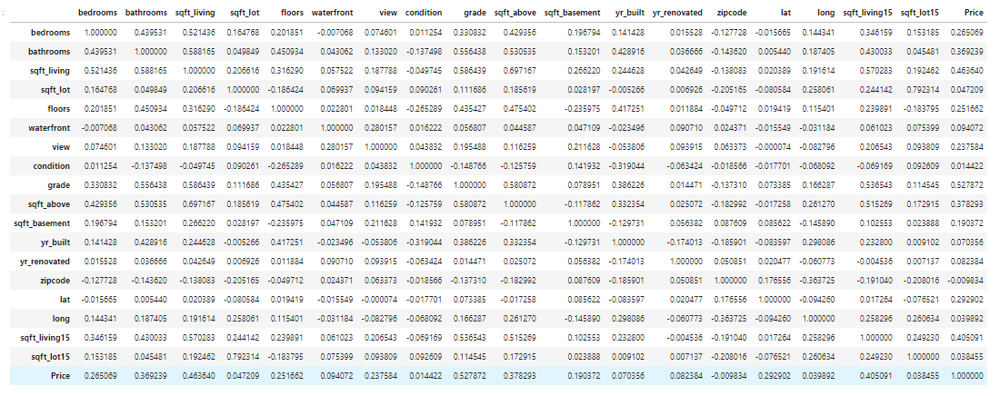 : bedrooms bathrooms sqft_living sqft_lot floors waterfront view condition grade sqft_above sqft_basement yr_built yr_renovated zipcode lat long sqft_living15 sqft_lot15 Price
bedrooms 1.000000 0.439531 0.521436 0.164768 0.201851 -0.007068 0.074601 0.011254 0.330832 0.429356 0.196794 0.141428 0.015528 -0.127728 -0.015665 0.144341 0.346159 0.153185 0.265069
bathrooms 0.439531 1.000000 0.588165 0.049849 0.450934 0.043062 0.133020 -0.137498 0.556438 0.530535 0.153201 0.428916 0.036666 -0.143620 0.005440 0.187405 0.430033 0.045481 0.369239
sqft_living 0.521436 0.588165 1.000000 0.206616 0.316290 0.057522 0.187788 -0.049745 0.586439 0.697167 0.266220 0.244628 0.042649 -0.138083 0.020389 0.191614 0.570283 0.192462 0.463640
sqft_lot 0.164768 0.049849 0.206616 1.000000 -0.186424 0.069937 0.094159 0.090261 0.111686 0.185619 0.028197 -0.005266 0.006926 -0.205165 -0.080584 0.258061 0.244142 0.792314 0.047209
floors 0.201851 0.450934 0.316290 -0.186424 1.000000 0.022801 0.018448 -0.265289 0.435427 0.475402 -0.235975 0.417251 0.011884 -0.049712 0.019419 0.115401 0.239891 -0.183795 0.251662
waterfront -0.007068 0.043062 0.057522 0.069937 0.022801 1.000000 0.280157 0.016222 0.056807 0.044587 0.047109 -0.023496 0.090710 0.024371 -0.015549 -0.031184 0.061023 0.075399 0.094072
view 0.074601 0.133020 0.187788 0.094159 0.018448 0.280157 1.000000 0.043832 0.195488 0.116259 0.211628 -0.053806 0.093915 0.063373 -0.000074 -0.082796 0.206543 0.093809 0.237584
condition 0.011254 -0.137498 -0.049745 0.090261 -0.265289 0.016222 0.043832 1.000000 -0.148766 -0.125759 0.141932 -0.319044 -0.063424 -0.018566 -0.017701 -0.068092 -0.069169 0.092609 0.014422
grade 0.330832 0.556438 0.586439 0.111686 0.435427 0.056807 0.195488 -0.148766 1.000000 0.580872 0.078951 0.386226 0.014471 -0.137310 0.073385 0.166287 0.536543 0.114545 0.527872
sqft_above 0.429356 0.530535 0.697167 0.185619 0.475402 0.044587 0.116259 -0.125759 0.580872 1.000000 -0.117862 0.332354 0.025072 -0.182992 -0.017258 0.261270 0.515269 0.172915 0.378293
sqft_basement 0.196794 0.153201 0.266220 0.028197 -0.235975 0.047109 0.211628 0.141932 0.078951 -0.117862 1.000000 -0.129731 0.056382 0.087609 0.085622 -0.145890 0.102553 0.023888 0.190372
yr_built 0.141428 0.428916 0.244628 -0.005266 0.417251 -0.023496 -0.053806 -0.319044 0.386226 0.332354 -0.129731 1.000000 -0.174013 -0.185901 -0.083597 0.298086 0.232800 0.009102 0.070356
yr_renovated 0.015528 0.036666 0.042649 0.006926 0.011884 0.090710 0.093915 -0.063424 0.014471 0.025072 0.056382 -0.174013 1.000000 0.050851 0.020477 -0.060773 -0.004536 0.007137 0.082384
zipcode -0.127728 -0.143620 -0.138083 -0.205165 -0.049712 0.024371 0.063373 -0.018566 -0.137310 -0.182992 0.087609 -0.185901 0.050851 1.000000 0.176556 -0.363725 -0.191040 -0.208016 -0.009834
lat -0.015665 0.005440 0.020389 -0.080584 0.019419 -0.015549 -0.000074 -0.017701 0.073385 -0.017258 0.085622 -0.083597 0.020477 0.176556 1.000000 -0.094260 0.017264 -0.076521 0.292902
long 0.144341 0.187405 0.191614 0.258061 0.115401 -0.031184 -0.082796 -0.068092 0.166287 0.261270 -0.145890 0.298086 -0.060773 -0.363725 -0.094260 1.000000 0.258296 0.260634 0.039892
sqft_living15 0.346159 0.430033 0.570283 0.244142 0.239891 0.061023 0.206543 -0.069169 0.536543 0.515269 0.102553 0.232800 -0.004536 -0.191040 0.017264 0.258296 1.000000 0.249230 0.405091
sqft_lot15 0.153185 0.045481 0.192462 0.792314 -0.183795 0.075399 0.093809 0.092609 0.114545 0.172915 0.023888 0.009102 0.007137 -0.208016 -0.076521 0.260634 0.249230 1.000000 0.038455
Price 0.265069 0.369239 0.463640 0.047209 0.251662 0.094072 0.237584 0.014422 0.527872 0.378293 0.190372 0.070356 0.082384 -0.009834 0.292902 0.039892 0.405091 0.038455 1.000000